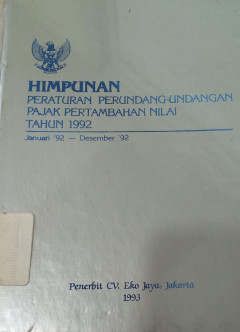 HIMPUNAN
PERATURAN PERUNDANG-UNDANGAN
PAJAK PERTAMBAHAN NILAI
TAHUN 1992
Januari '92 — Desember '92
Penerbit CV. Eko Jaya, Jakarta
1993